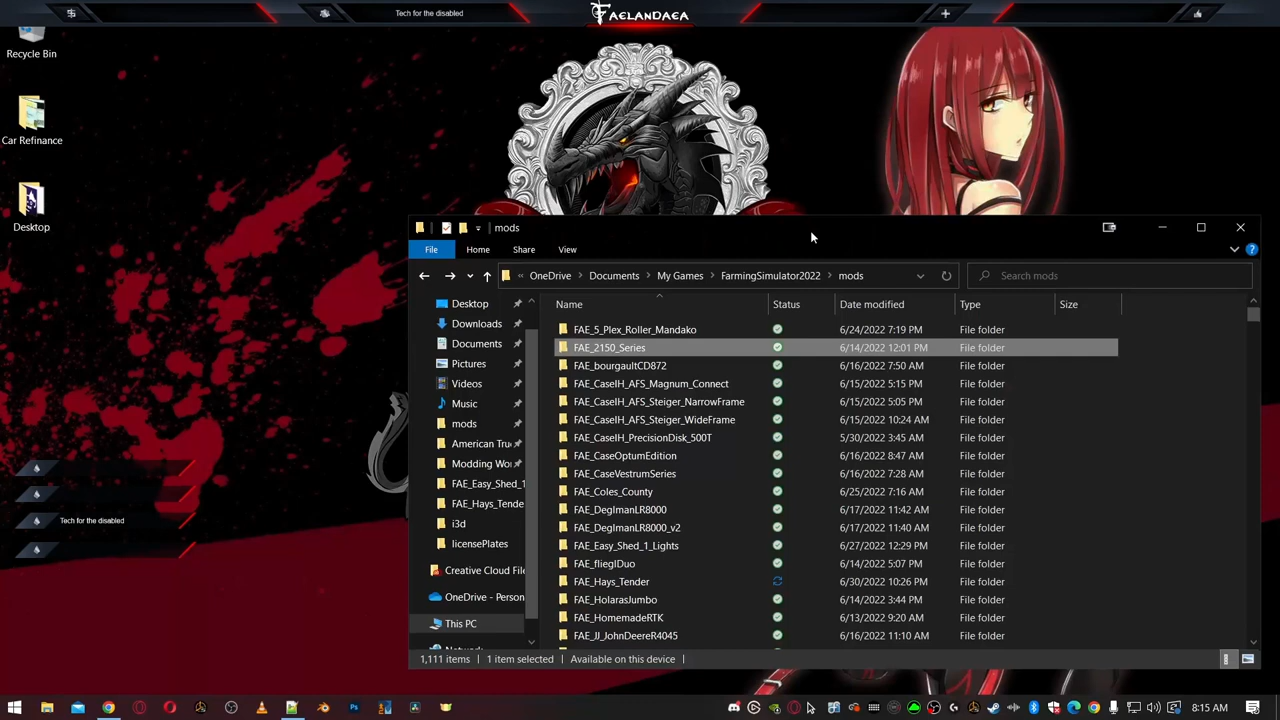 Tech for the disabled
FAELANDAEA
Recycle Bin
Car Refinance
Desktop
Tech for the disabled
mods
File Home Share View
« OneDrive › Documents › My Games › FarmingSimulator2022 › mods
Search mods
Name Status Date modified Type Size
Desktop
Downloads
Documents
Pictures
Videos
Music
mods
American Tru
Modding Wo
FAE_Easy_Shed_1
FAE_Hays_Tende
i3d
licensePlates
Creative Cloud File
OneDrive - Person
This PC
FAE_5_Plex_Roller_Mandako 6/24/2022 7:19 PM File folder
FAE_2150_Series 6/14/2022 12:01 PM File folder
FAE_bourgaultCD872 6/16/2022 7:50 AM File folder
FAE_CaseIH_AFS_Magnum_Connect 6/15/2022 5:15 PM File folder
FAE_CaseIH_AFS_Steiger_NarrowFrame 6/15/2022 5:05 PM File folder
FAE_CaseIH_AFS_Steiger_WideFrame 6/15/2022 10:24 AM File folder
FAE_CaseIH_PrecisionDisk_500T 5/30/2022 3:45 AM File folder
FAE_CaseOptumEdition 6/16/2022 8:47 AM File folder
FAE_CaseVestrumSeries 6/16/2022 7:28 AM File folder
FAE_Coles_County 6/25/2022 7:16 AM File folder
FAE_DeglmanLR8000 6/17/2022 11:42 AM File folder
FAE_DeglmanLR8000_v2 6/17/2022 11:40 AM File folder
FAE_Easy_Shed_1_Lights 6/27/2022 12:29 PM File folder
FAE_flieglDuo 6/14/2022 5:07 PM File folder
FAE_Hays_Tender 6/30/2022 10:26 PM File folder
FAE_HolarasJumbo 6/14/2022 3:44 PM File folder
FAE_HomemadeRTK 6/13/2022 9:20 AM File folder
FAE_JJ_JohnDeereR4045 6/16/2022 11:10 AM File folder
1,111 items 1 item selected Available on this device
8:15 AM